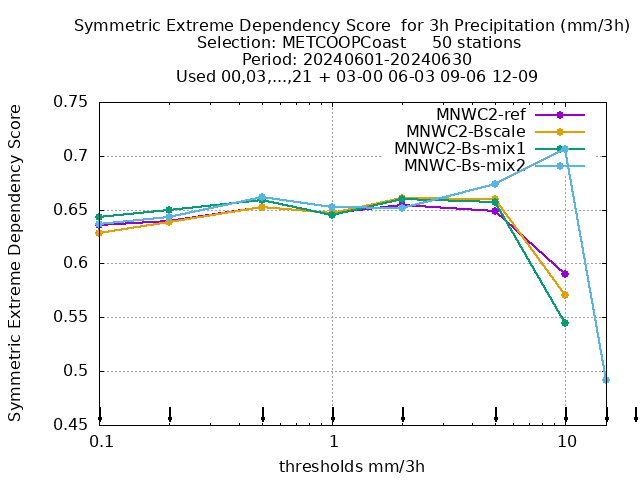 Symmetric Extreme Dependency Score  for 3h Precipitation (mm/3h)
Selection: METCOOPCoast     50 stations
Period: 20240601-20240630
Used 00,03,...,21 + 03-00 06-03 09-06 12-09
Symmetric Extreme Dependency Score
0.75
0.7
0.65
0.6
0.55
0.5
0.45
MNWC2-ref
MNWC2-Bscale
MNWC2-Bs-mix1
MNWC-Bs-mix2
0.1 1 10
thresholds mm/3h